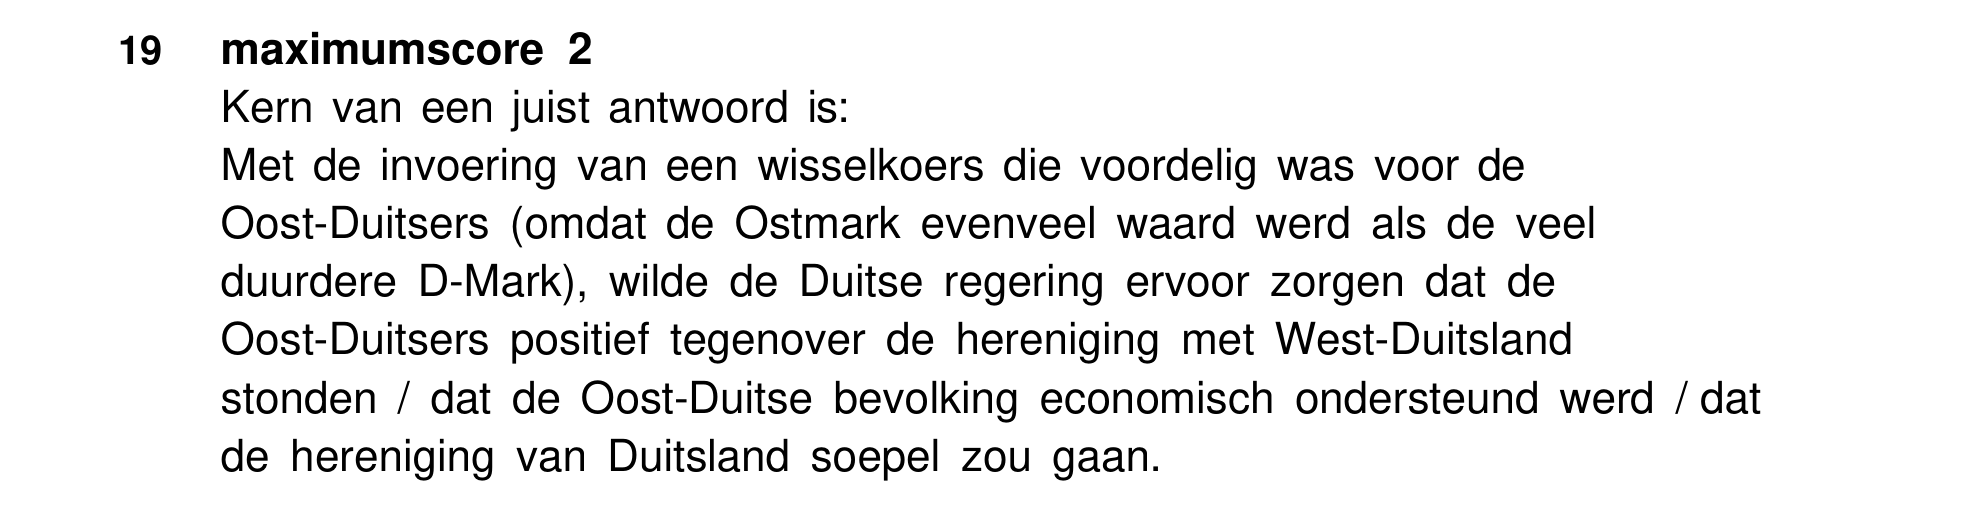 19 maximumscore 2
Kern van een juist antwoord is:
Met de invoering van een wisselkoers die voordelig was voor de
Oost-Duitsers (omdat de Ostmark evenveel waard werd als de veel
duurdere D-Mark), wilde de Duitse regering ervoor zorgen dat de
Oost-Duitsers positief tegenover de hereniging met West-Duitsland
stonden / dat de Oost-Duitse bevolking economisch ondersteund werd / dat
de hereniging van Duitsland soepel zou gaan.